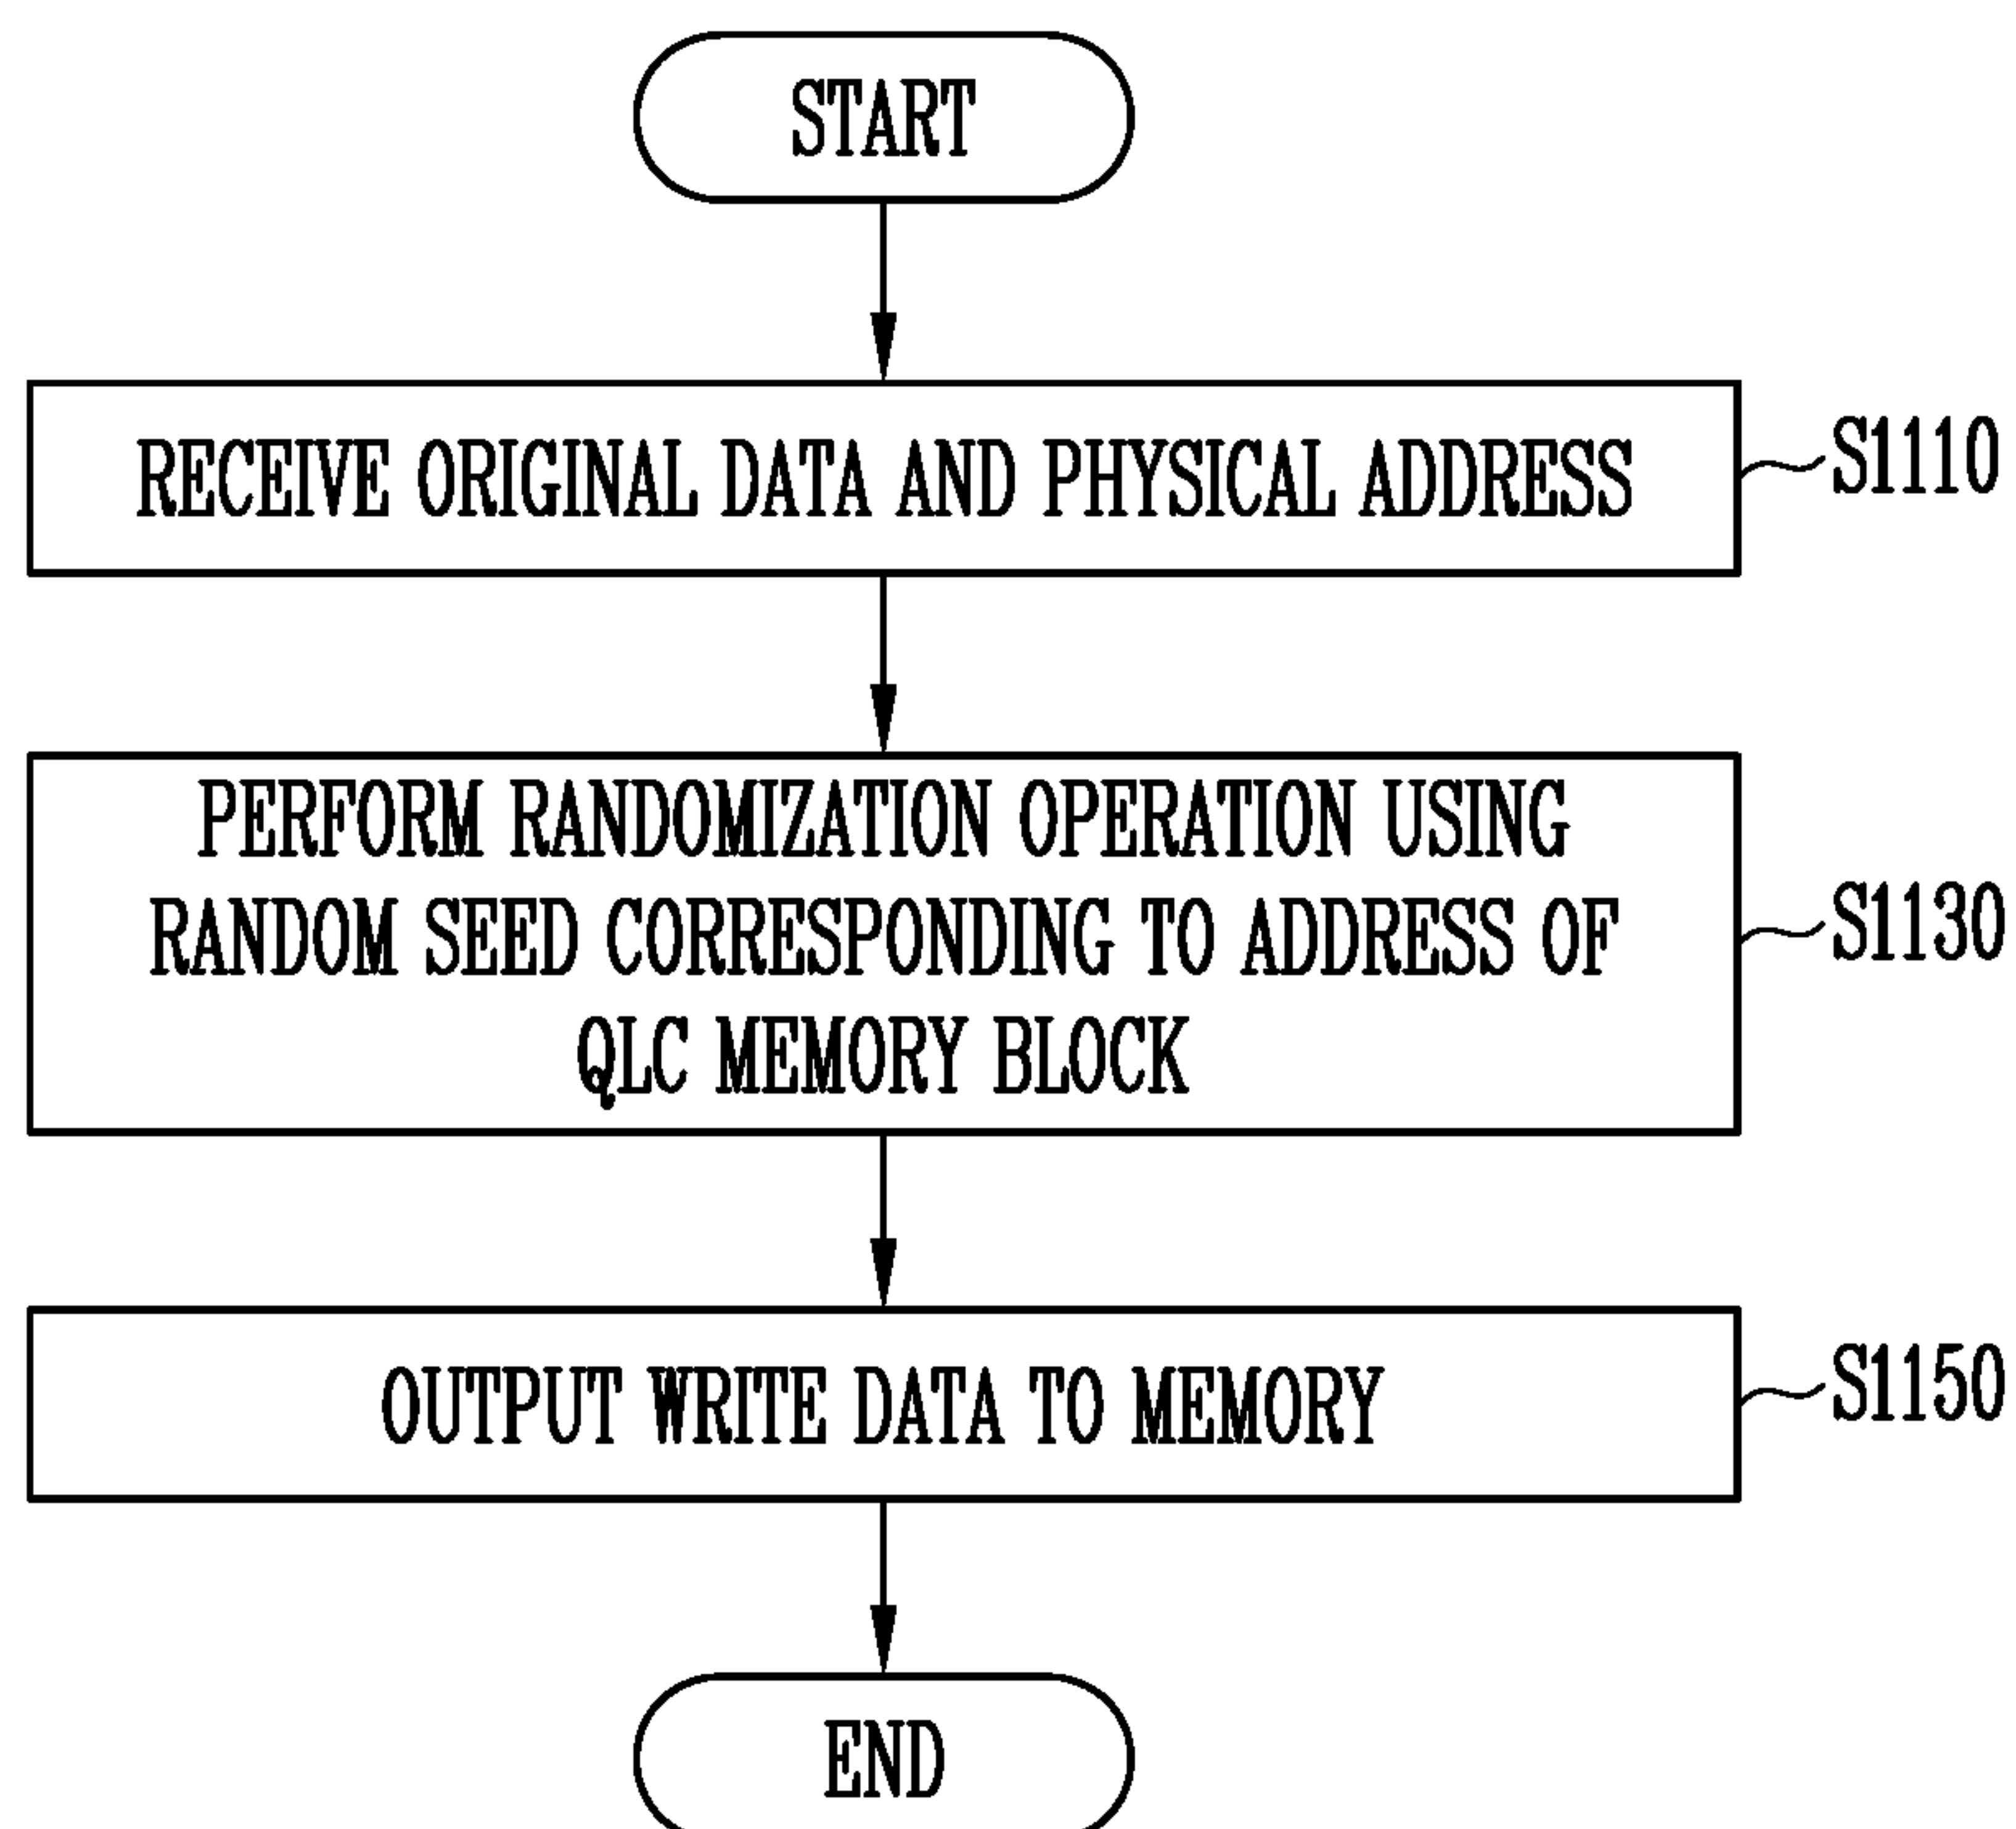 START
RECEIVE ORIGINAL DATA AND PHYSICAL ADDRESS
S1110
PERFORM RANDOMIZATION OPERATION USING
RANDOM SEED CORRESPONDING TO ADDRESS OF
QLC MEMORY BLOCK
S1130
OUTPUT WRITE DATA TO MEMORY
S1150
END